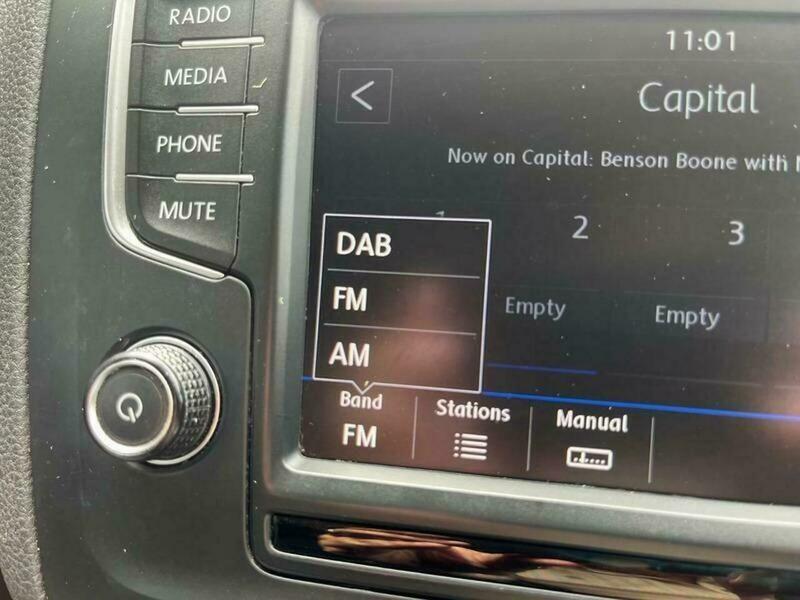 RADIO
MEDIA
PHONE
MUTE
11:01
Capital
Now on Capital: Benson Boone with
2
3
Empty
Empty
DAB
FM
AM
Band
FM
Stations
Manual